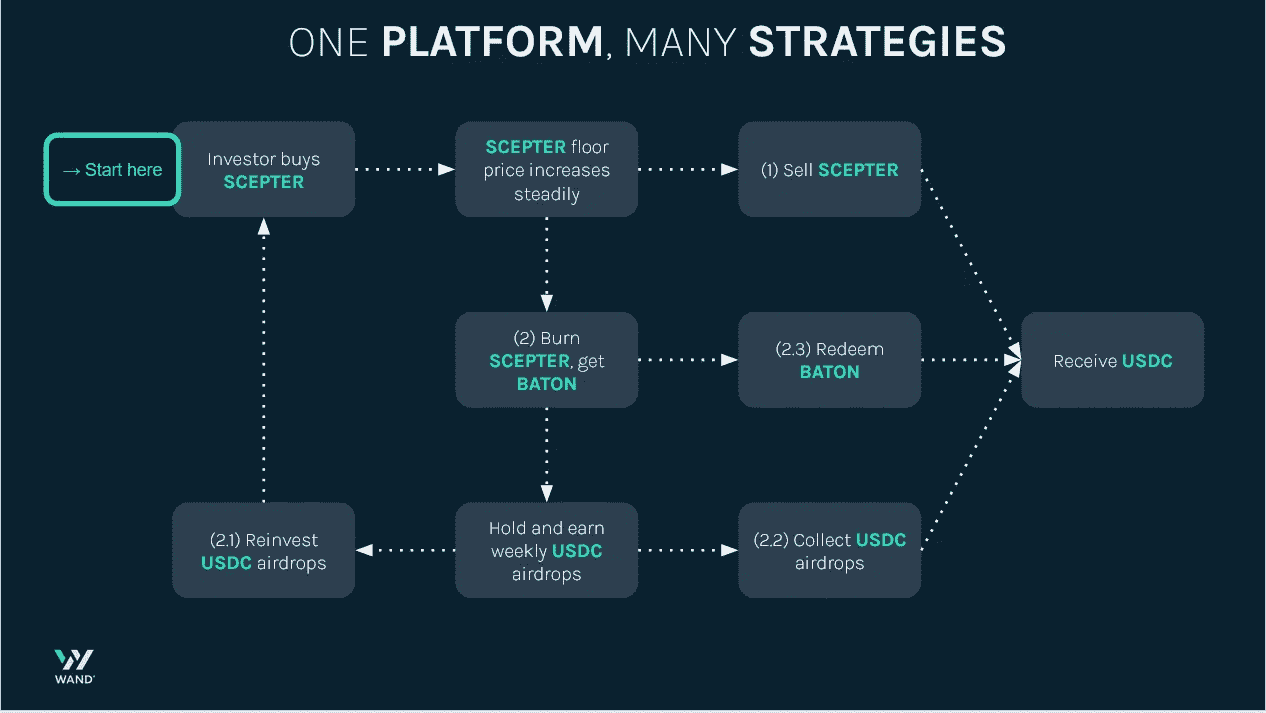 ONE PLATFORM, MANY STRATEGIES
→ Start here
Investor buys
SCEPTER
SCEPTER floor
price increases
steadily
(1) Sell SCEPTER
(2) Burn
SCEPTER, get
BATON
(2.3) Redeem
BATON
Receive USDC
(2.1) Reinvest
USDC airdrops
Hold and earn
weekly USDC
airdrops
(2.2) Collect USDC
airdrops
WAND